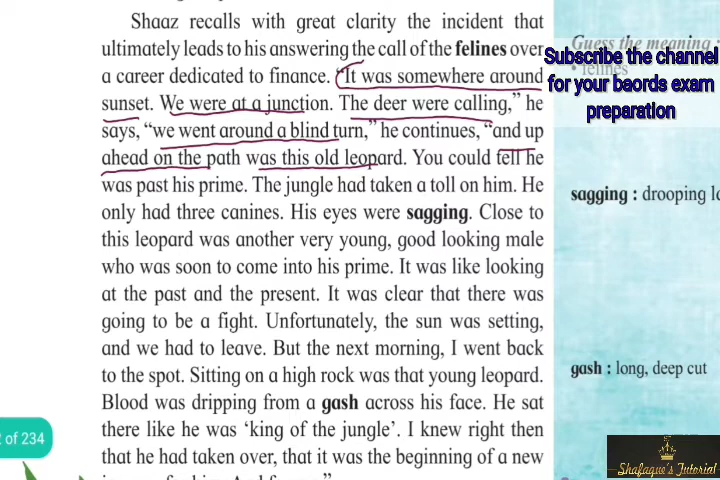 Shaaz recalls with great clarity the incident that
ultimately leads to his answering the call of the felines over
a career dedicated to finance. “It was somewhere around
sunset. We were at a junction. The deer were calling,” he
says, “we went around a blind turn,” he continues, “and up
ahead on the path was this old leopard. You could tell he
was past his prime. The jungle had taken a toll on him. He
only had three canines. His eyes were sagging. Close to
this leopard was another very young, good looking male
who was soon to come into his prime. It was like looking
at the past and the present. It was clear that there was
going to be a fight. Unfortunately, the sun was setting,
and we had to leave. But the next morning, I went back
to the spot. Sitting on a high rock was that young leopard.
Blood was dripping from a gash across his face. He sat
there like he was ‘king of the jungle’. I knew right then
that he had taken over, that it was the beginning of a new
Guess the meaning :
• felines
Subscribe the channel
for your baords exam
preparation
sagging : drooping
gash : long, deep cut
of 234
Shafaque's Tutorial